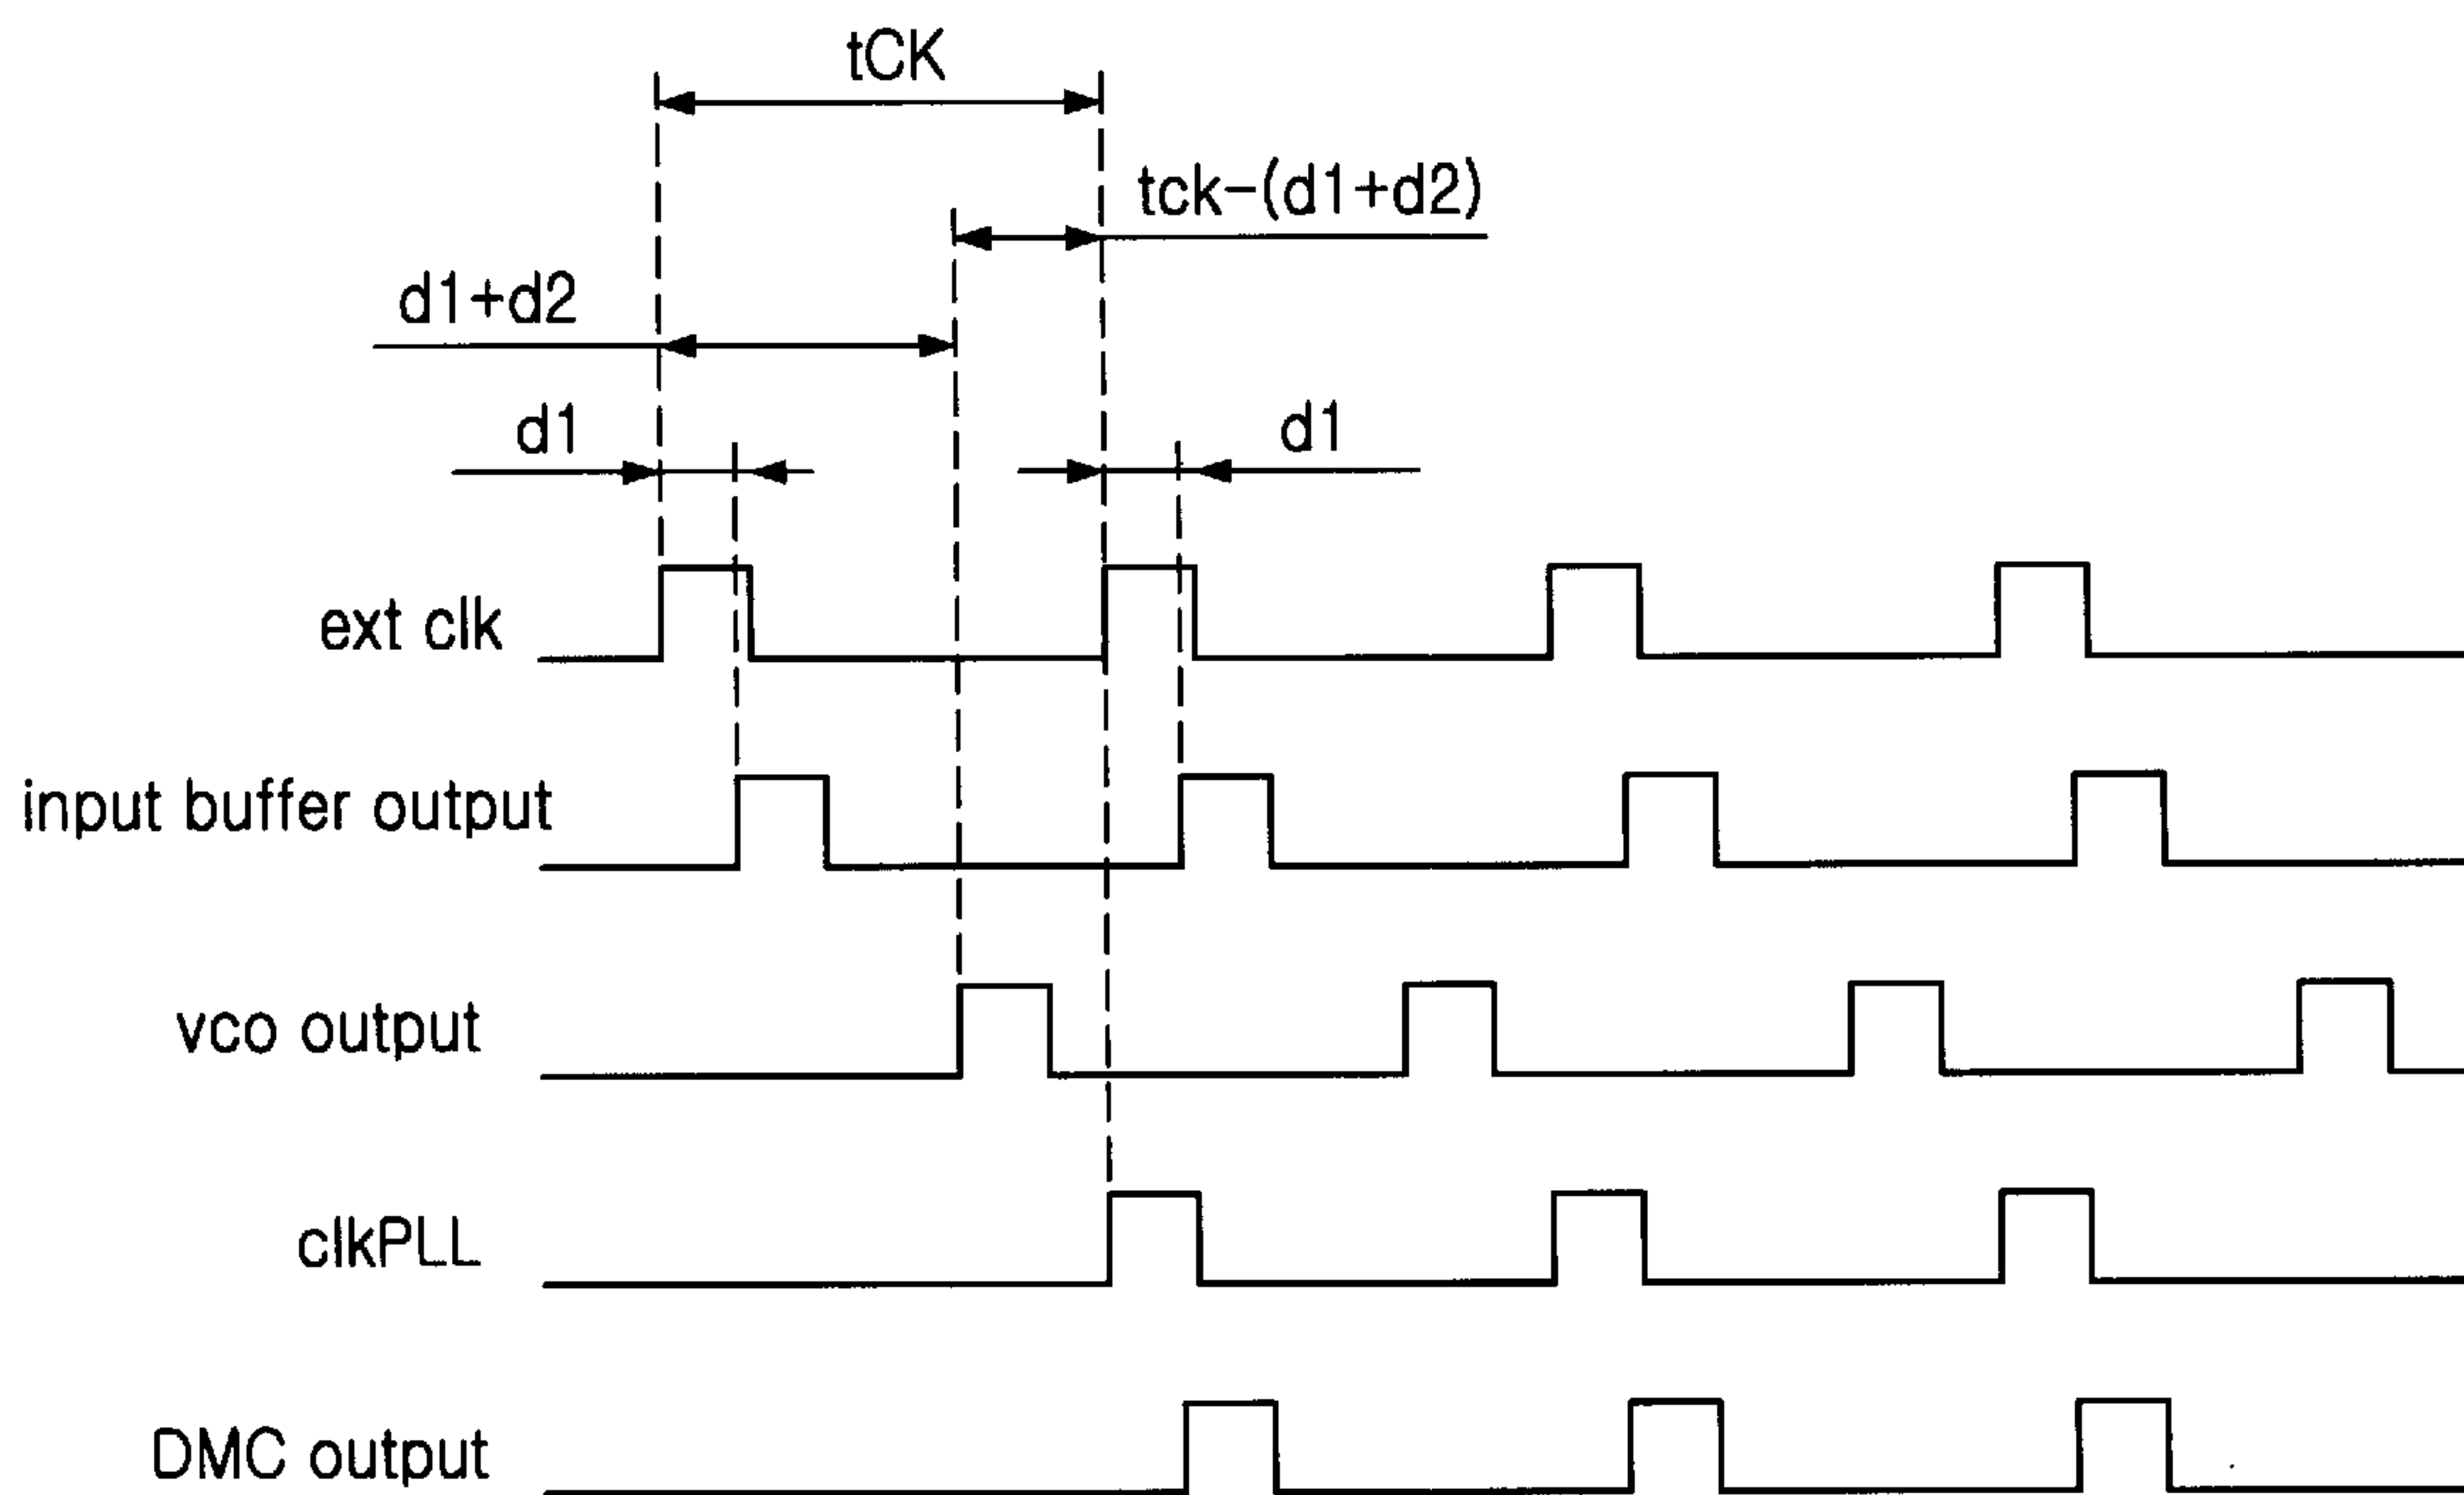 tCK
tck-(d1+d2)
d1+d2
d1
d1
ext clk
input buffer output
vco output
clkPLL
DMC output